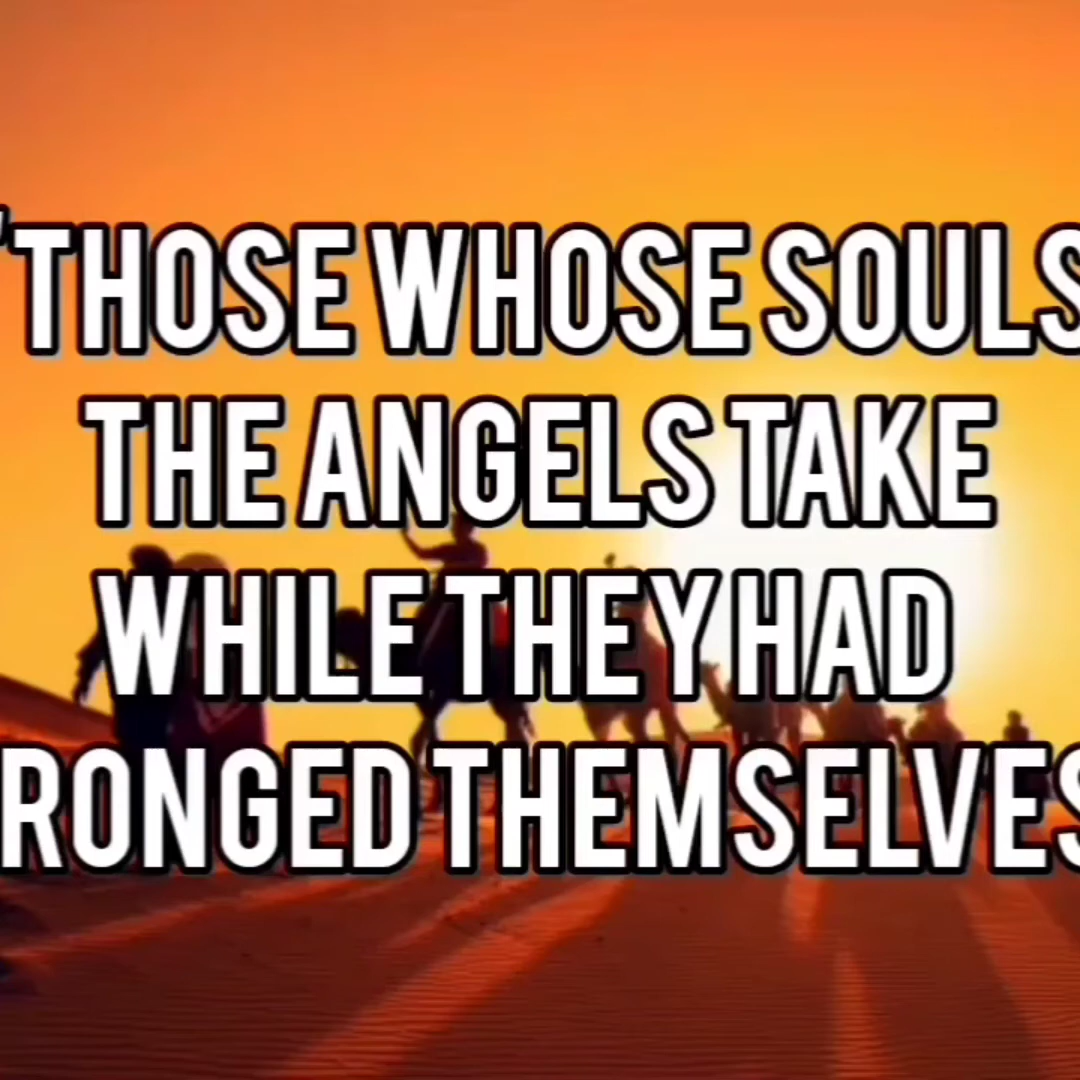 "THOSE WHOSE SOULS
THE ANGELS TAKE
WHILE THEY HAD
RONGED THEMSELVES